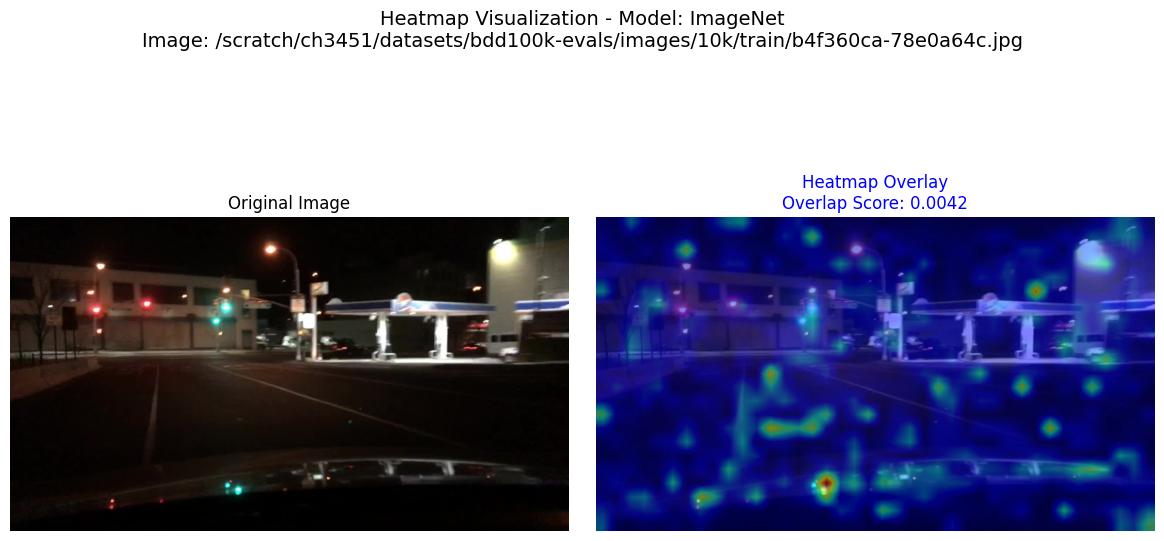 Heatmap Visualization - Model: ImageNet
Image: /scratch/ch3451/datasets/bdd100k-evals/images/10k/train/b4f360ca-78e0a64c.jpg
Original Image
Heatmap Overlay
Overlap Score: 0.0042